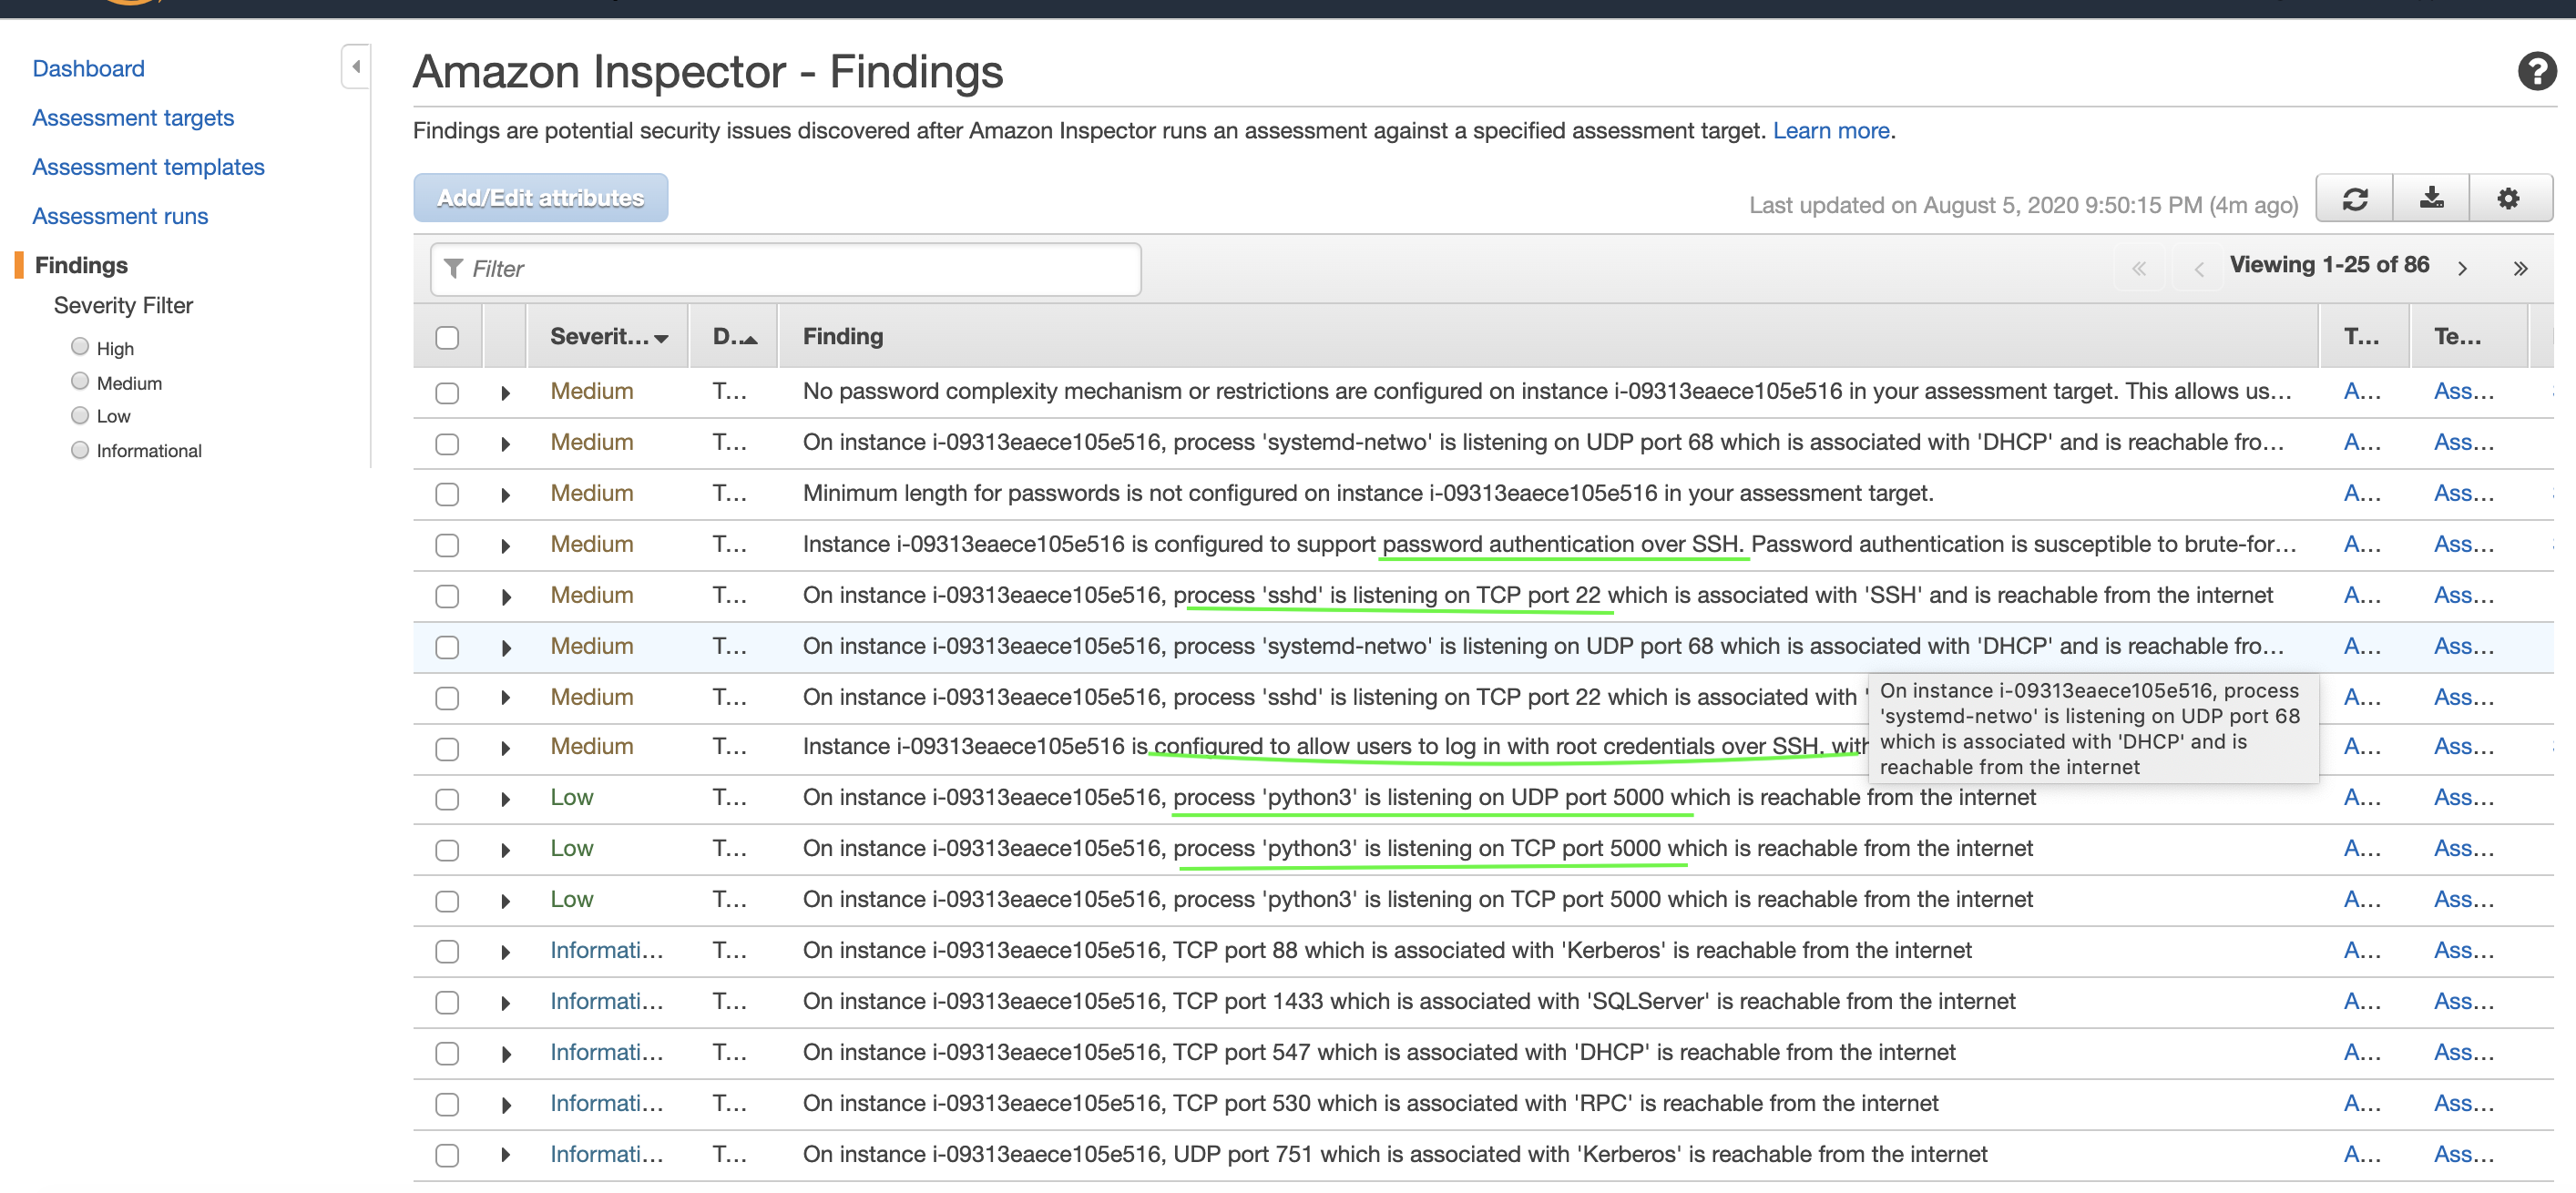 Dashboard
Assessment targets
Assessment templates
Assessment runs
Findings
Severity Filter
High
Medium
Low
Informational
Amazon Inspector - Findings
Findings are potential security issues discovered after Amazon Inspector runs an assessment against a specified assessment target. Learn more.
Add/Edit attributes
Last updated on August 5, 2020 9:50:15 PM (4m ago)
Filter
Viewing 1-25 of 86
Severit... D... Finding T... Te...
Medium T... No password complexity mechanism or restrictions are configured on instance i-09313eaece105e516 in your assessment target. This allows us... A... Ass...
Medium T... On instance i-09313eaece105e516, process 'systemd-netwo' is listening on UDP port 68 which is associated with 'DHCP' and is reachable fro... A... Ass...
Medium T... Minimum length for passwords is not configured on instance i-09313eaece105e516 in your assessment target. A... Ass...
Medium T... Instance i-09313eaece105e516 is configured to support password authentication over SSH. Password authentication is susceptible to brute-for... A... Ass...
Medium T... On instance i-09313eaece105e516, process 'sshd' is listening on TCP port 22 which is associated with 'SSH' and is reachable from the internet A... Ass...
Medium T... On instance i-09313eaece105e516, process 'systemd-netwo' is listening on UDP port 68 which is associated with 'DHCP' and is reachable fro... A... Ass...
Medium T... On instance i-09313eaece105e516, process 'sshd' is listening on TCP port 22 which is associated with ' A... Ass...
Medium T... Instance i-09313eaece105e516 is configured to allow users to log in with root credentials over SSH, with A... Ass...
On instance i-09313eaece105e516, process
'systemd-netwo' is listening on UDP port 68
which is associated with 'DHCP' and is
reachable from the internet
Low T... On instance i-09313eaece105e516, process 'python3' is listening on UDP port 5000 which is reachable from the internet A... Ass...
Low T... On instance i-09313eaece105e516, process 'python3' is listening on TCP port 5000 which is reachable from the internet A... Ass...
Low T... On instance i-09313eaece105e516, process 'python3' is listening on TCP port 5000 which is reachable from the internet A... Ass...
Informati... T... On instance i-09313eaece105e516, TCP port 88 which is associated with 'Kerberos' is reachable from the internet A... Ass...
Informati... T... On instance i-09313eaece105e516, TCP port 1433 which is associated with 'SQLServer' is reachable from the internet A... Ass...
Informati... T... On instance i-09313eaece105e516, TCP port 547 which is associated with 'DHCP' is reachable from the internet A... Ass...
Informati... T... On instance i-09313eaece105e516, TCP port 530 which is associated with 'RPC' is reachable from the internet A... Ass...
Informati... T... On instance i-09313eaece105e516, UDP port 751 which is associated with 'Kerberos' is reachable from the internet A... Ass...